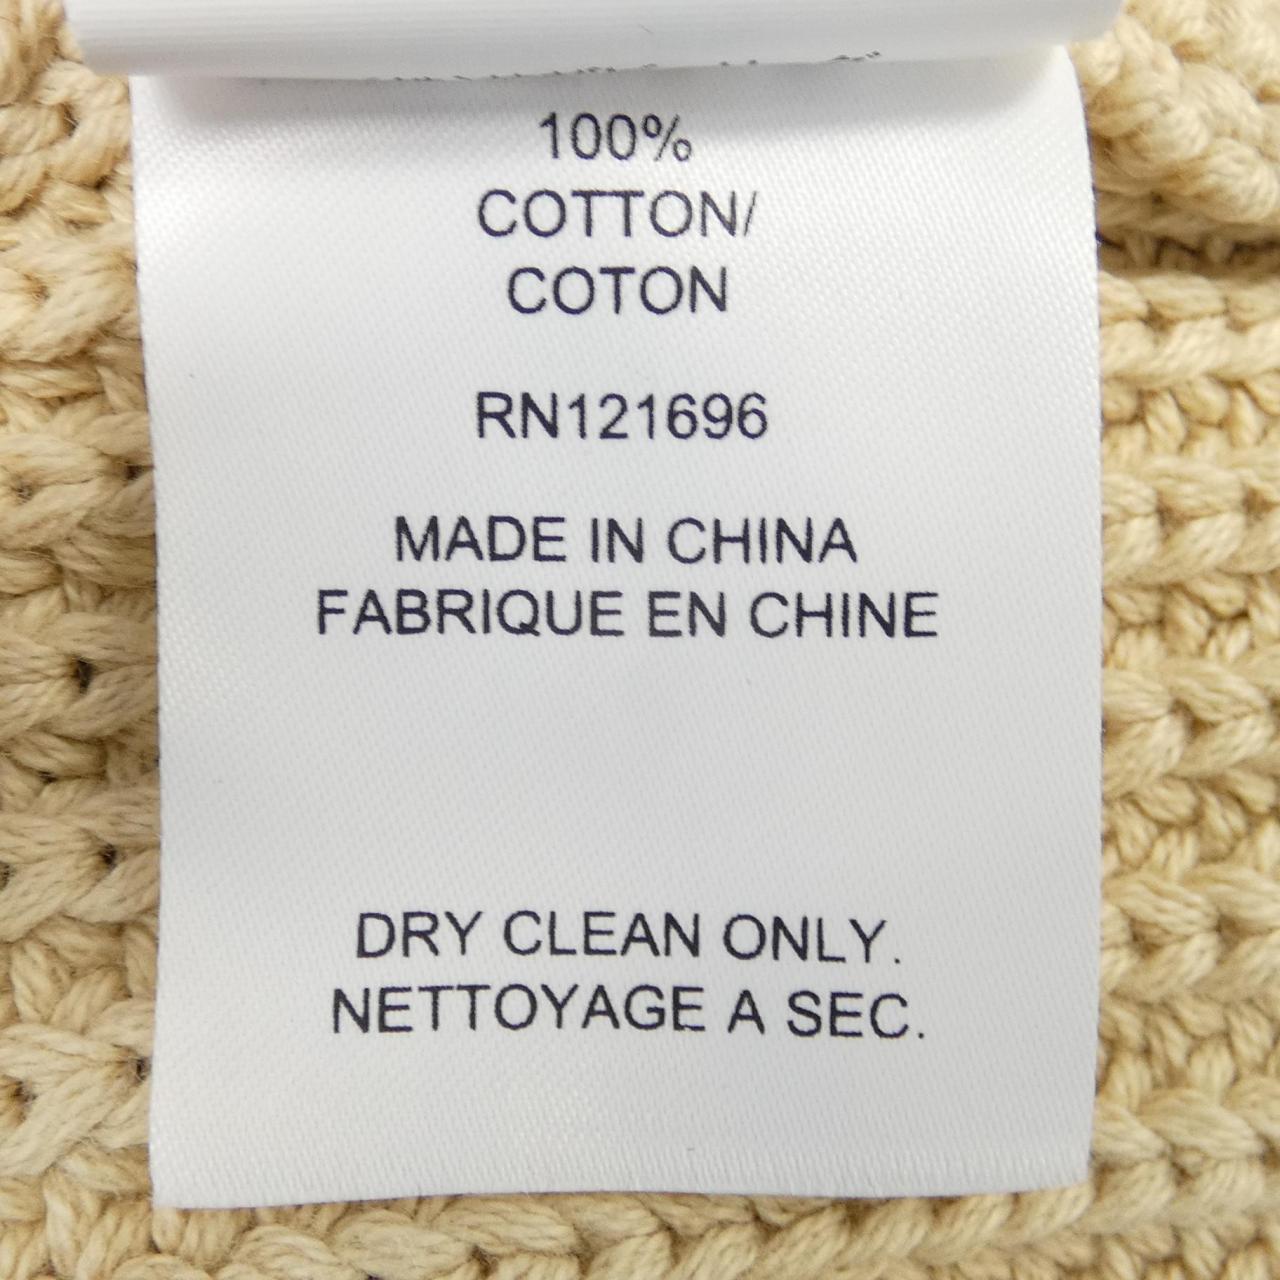 100%
COTTON/
COTON
RN121696
MADE IN CHINA
FABRIQUE EN CHINE
DRY CLEAN ONLY.
NETTOYAGE A SEC.